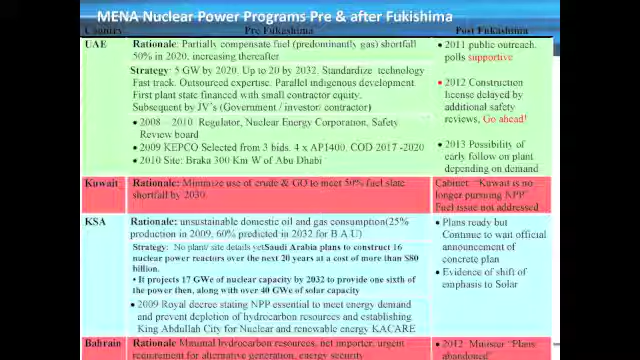 MENA Nuclear Power Programs Pre & after Fukishima
Country Pre Fukashima Post Fukashima
UAE
Rationale: Partially compensate fuel (predominantly gas) shortfall
50% in 2020, increasing thereafter
Strategy: 5 GW by 2020. Up to 20 by 2032. Standardize technology
Fast track. Outsourced expertise. Parallel indigenous development.
First plant state financed with small contractor equity.
Subsequent by JV's (Government / investor/ contractor)
• 2008 – 2010 Regulator, Nuclear Energy Corporation, Safety
Review board
• 2009 KEPCO Selected from 3 bids. 4 x AP1400. COD 2017 -2020
• 2010 Site: Braka 300 Km W of Abu Dhabi
• 2011 public outreach.
polls supportive
• 2012 Construction
license delayed by
additional safety
reviews, Go ahead!
• 2013 Possibility of
early follow on plant
depending on demand
Kuwait
Rationale: Minimize use of crude & GO to meet 50% fuel slate
shortfall by 2030
Cabinet "Kuwait is no
longer pursuing NPP"
Fuel issue not addressed
KSA
Rationale: unsustainable domestic oil and gas consumption(25%
production in 2009, 60% predicted in 2032 for B A U)
Strategy: No plant/ site details yetSaudi Arabia plans to construct 16
nuclear power reactors over the next 20 years at a cost of more than $80
billion.
• It projects 17 GWe of nuclear capacity by 2032 to provide one sixth of
the power then, along with over 40 GWe of solar capacity
• 2009 Royal decree stating NPP essential to meet energy demand
and prevent depletion of hydrocarbon resources and establishing
King Abdullah City for Nuclear and renewable energy KACARE
• Plans ready but
Continue to wait official
announcement of
concrete plan
• Evidence of shift of
emphasis to Solar
Bahrain
Rationale: Minimal hydrocarbon resources, net importer, urgent
requirement for alternative generation, energy security
• 2012 Minister "Plans
abandoned"